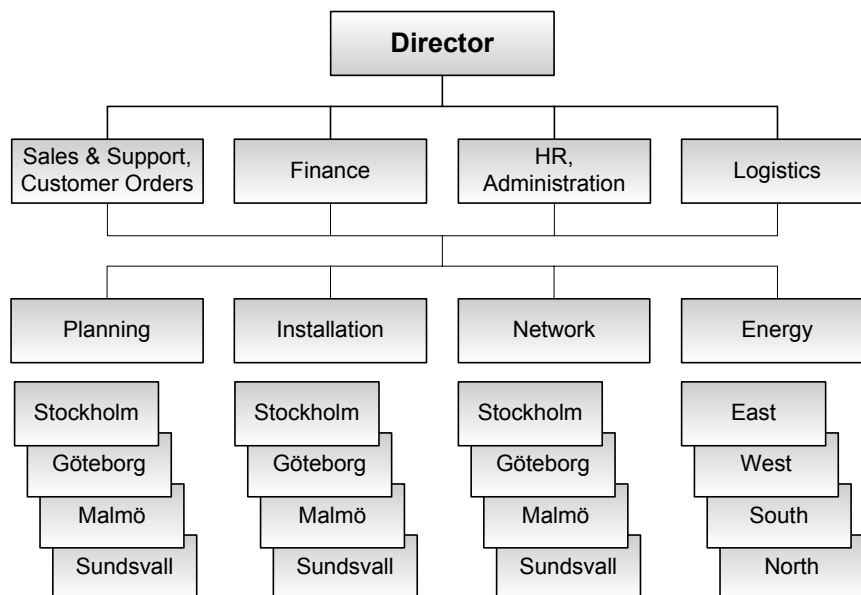 Director
Sales & Support,
Customer Orders
Finance
HR,
Administration
Logistics
Planning
Installation
Network
Energy
Stockholm
Göteborg
Malmö
Sundsvall
Stockholm
Göteborg
Malmö
Sundsvall
Stockholm
Göteborg
Malmö
Sundsvall
East
West
South
North